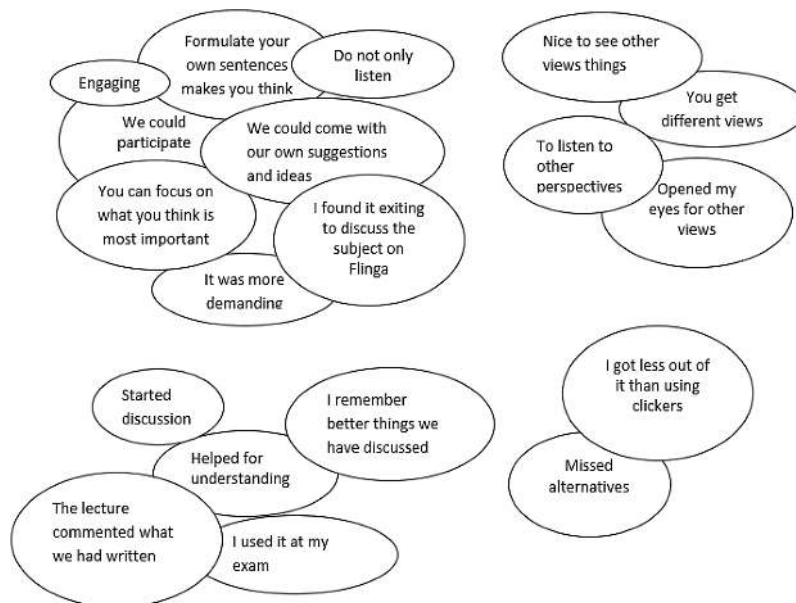 Formulate your
own sentences
makes you think
Do not only
listen
Engaging
We could
participate
We could come with
our own suggestions
and ideas
You can focus on
what you think is
most important
I found it exiting
to discuss the
subject on
Flinga
It was more
demanding
Nice to see other
views things
You get
different views
To listen to
other
perspectives
Opened my
eyes for other
views
Started
discussion
I remember
better things we
have discussed
Helped for
understanding
The lecture
commented what
we had written
I used it at my
exam
I got less out of
it than using
clickers
Missed
alternatives